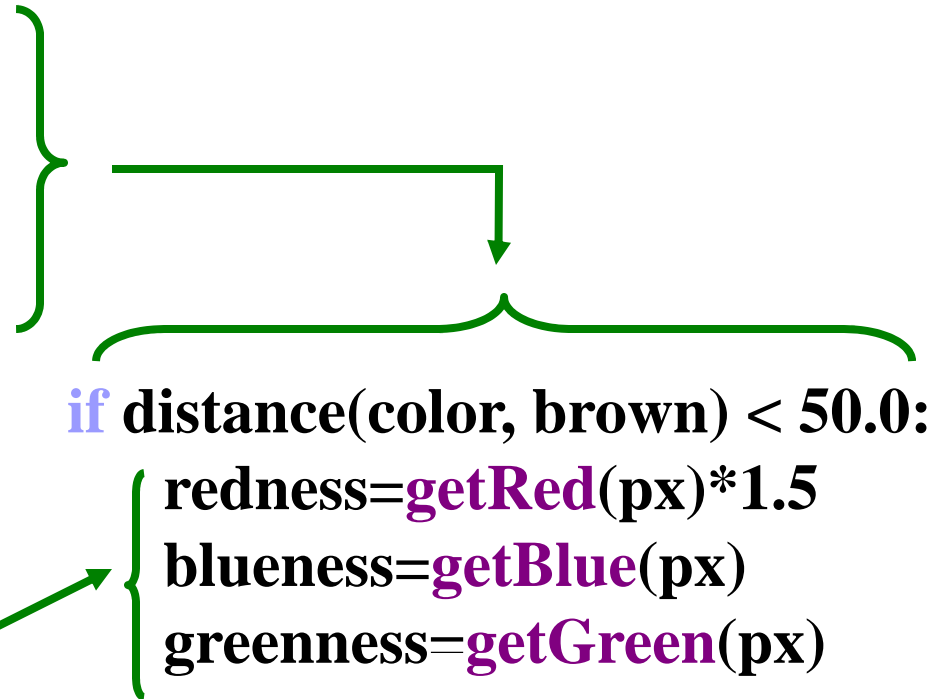 if distance(color, brown) < 50.0:
redness=getRed(px)*1.5
blueness=getBlue(px)
greenness=getGreen(px)